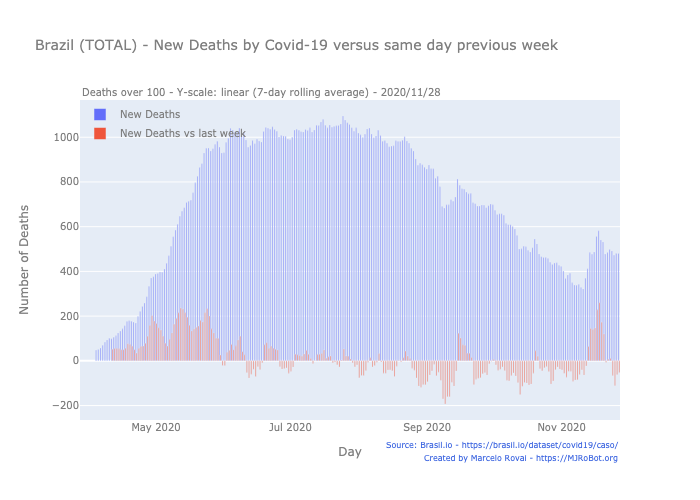 Brazil (TOTAL) - New Deaths by Covid-19 versus same day previous week
Deaths over 100 - Y-scale: linear (7-day rolling average) - 2020/11/28
New Deaths
New Deaths vs last week
Number of Deaths
1000
800
600
400
200
0
−200
May 2020
Jul 2020
Sep 2020
Nov 2020
Day
Source: Brasil.io - https://brasil.io/dataset/covid19/caso/
Created by Marcelo Rovai - https://MJRoBot.org